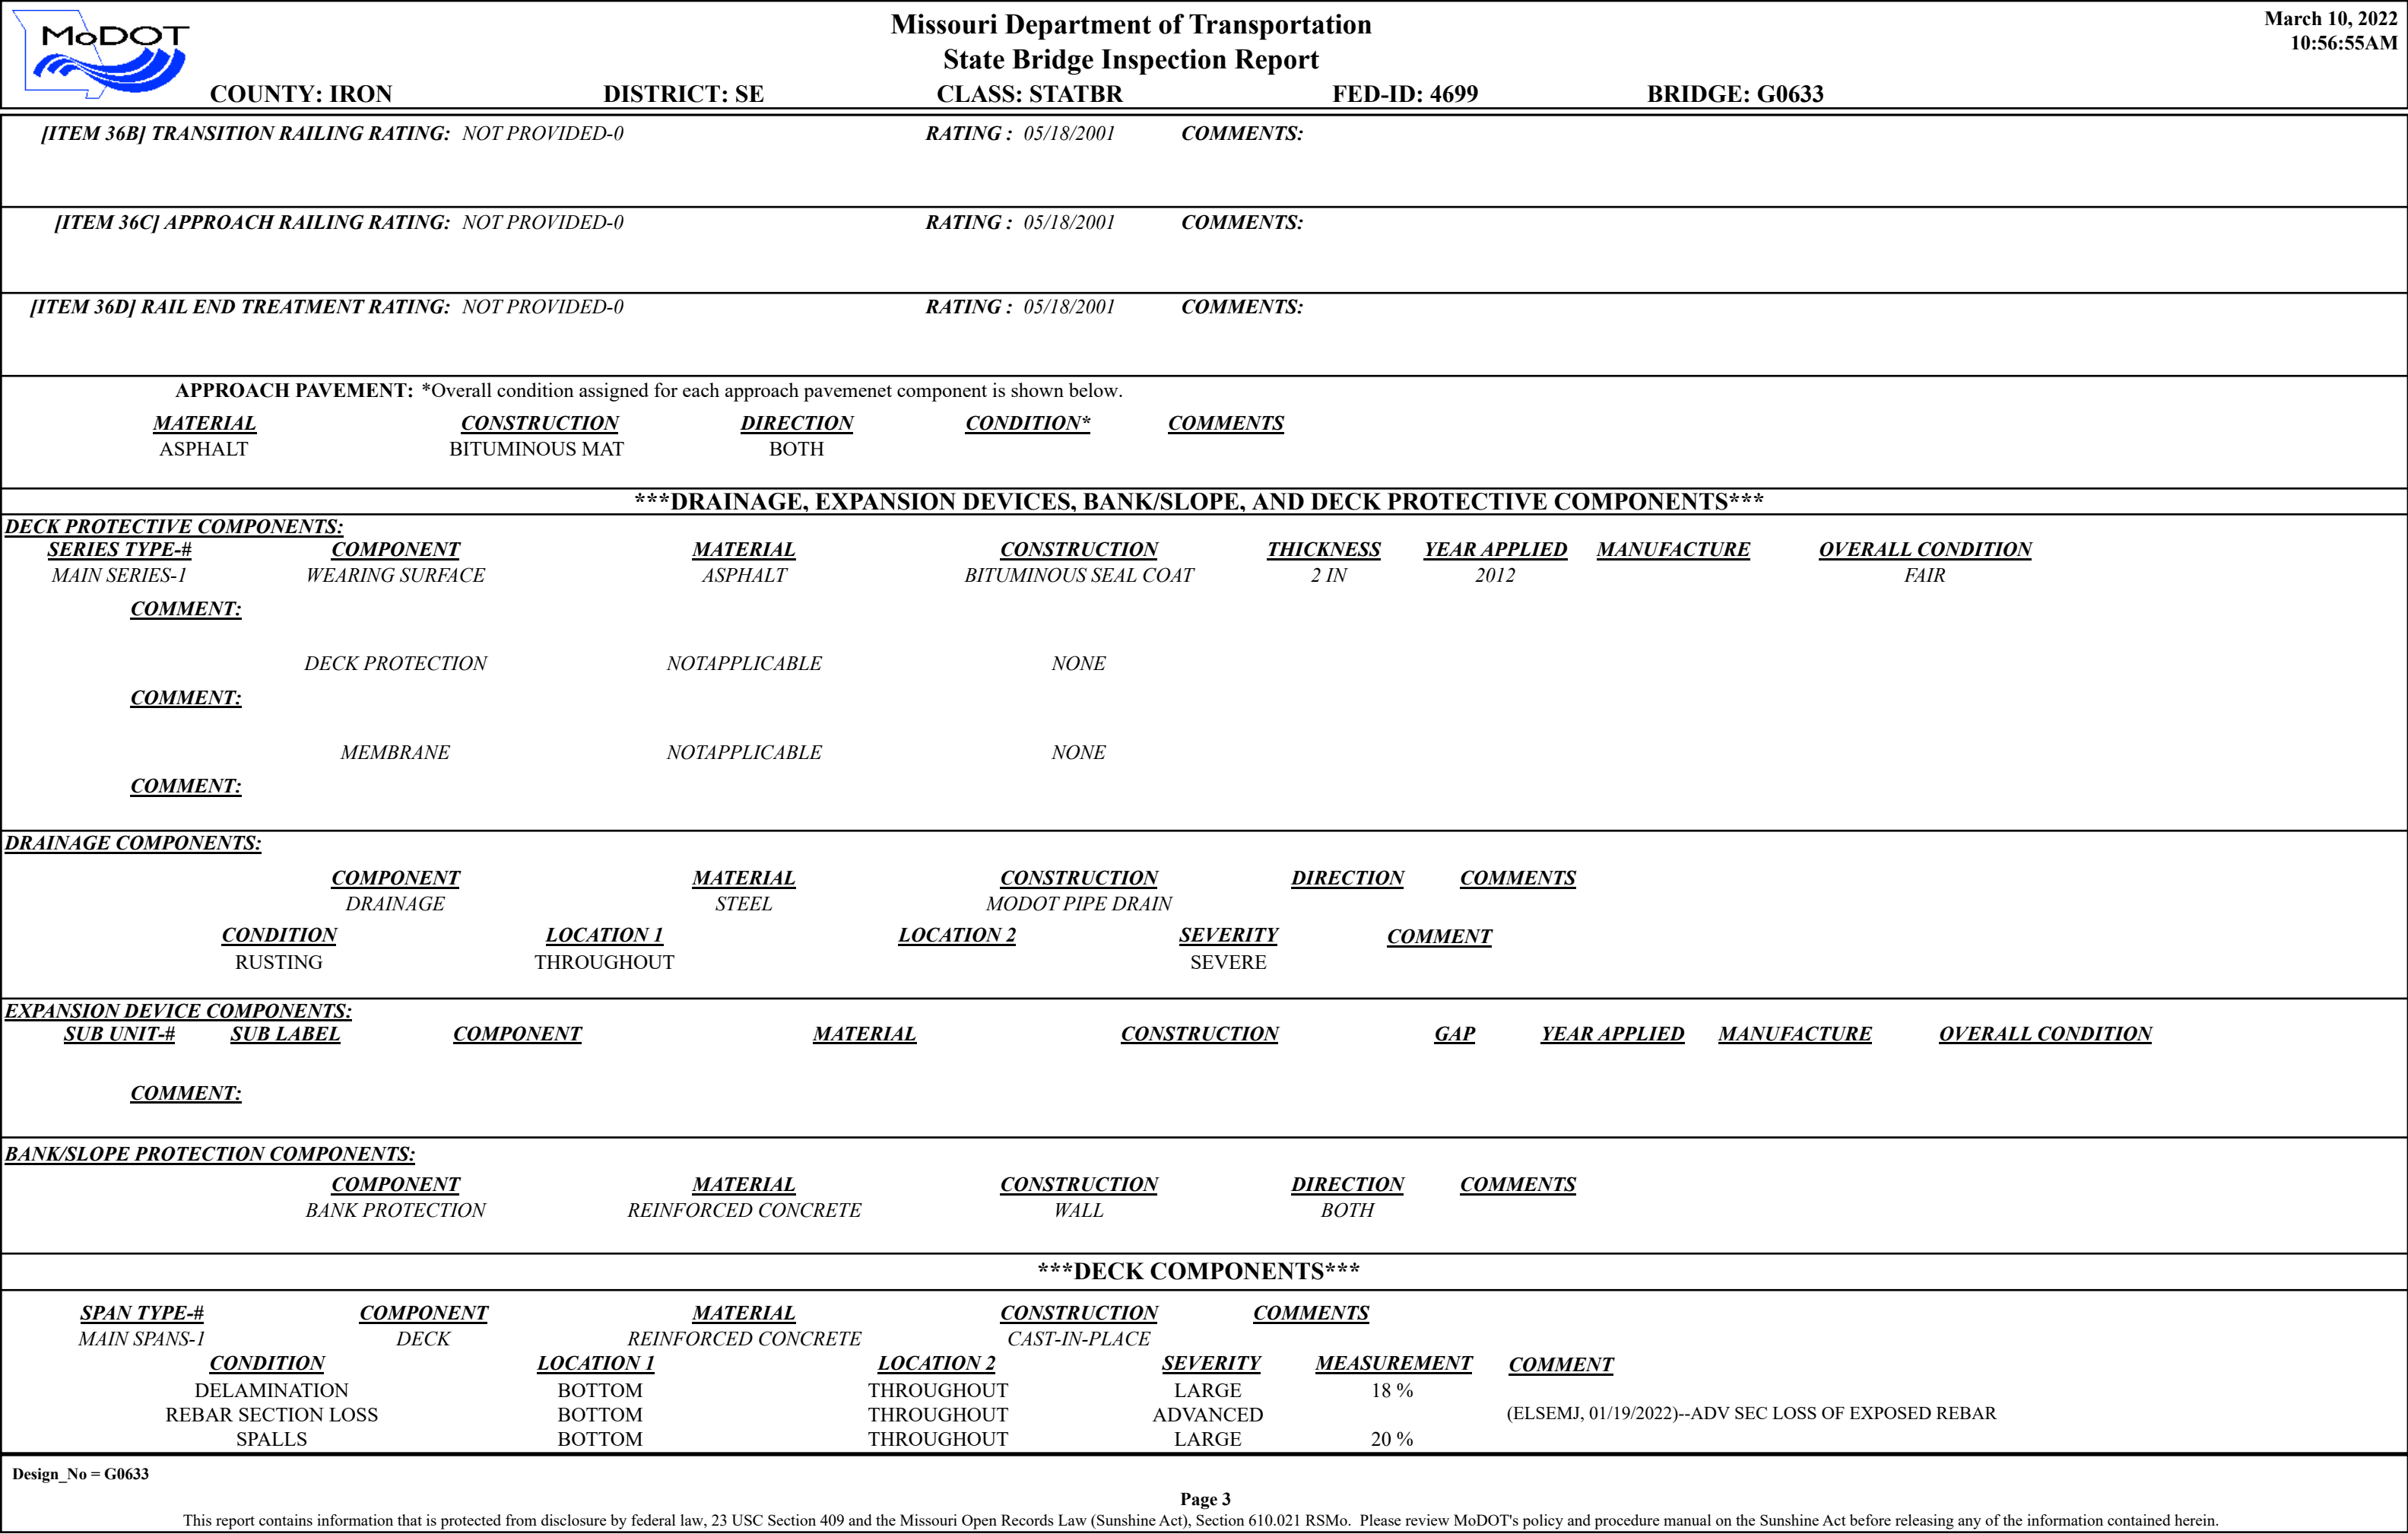 MoDOT
Missouri Department of Transportation
State Bridge Inspection Report
March 10, 2022
10:56:55AM
COUNTY: IRON DISTRICT: SE CLASS: STATBR FED-ID: 4699 BRIDGE: G0633
[ITEM 36B] TRANSITION RAILING RATING: NOT PROVIDED-0 RATING : 05/18/2001 COMMENTS:
[ITEM 36C] APPROACH RAILING RATING: NOT PROVIDED-0 RATING : 05/18/2001 COMMENTS:
[ITEM 36D] RAIL END TREATMENT RATING: NOT PROVIDED-0 RATING : 05/18/2001 COMMENTS:
APPROACH PAVEMENT: *Overall condition assigned for each approach pavemenet component is shown below.
MATERIAL CONSTRUCTION DIRECTION CONDITION* COMMENTS
ASPHALT BITUMINOUS MAT BOTH
***DRAINAGE, EXPANSION DEVICES, BANK/SLOPE, AND DECK PROTECTIVE COMPONENTS***
DECK PROTECTIVE COMPONENTS:
SERIES TYPE-# COMPONENT MATERIAL CONSTRUCTION THICKNESS YEAR APPLIED MANUFACTURE OVERALL CONDITION
MAIN SERIES-1 WEARING SURFACE ASPHALT BITUMINOUS SEAL COAT 2 IN 2012 FAIR
COMMENT:
DECK PROTECTION NOTAPPLICABLE NONE
COMMENT:
MEMBRANE NOTAPPLICABLE NONE
COMMENT:
DRAINAGE COMPONENTS:
COMPONENT MATERIAL CONSTRUCTION DIRECTION COMMENTS
DRAINAGE STEEL MODOT PIPE DRAIN
CONDITION LOCATION 1 LOCATION 2 SEVERITY COMMENT
RUSTING THROUGHOUT SEVERE
EXPANSION DEVICE COMPONENTS:
SUB UNIT-# SUB LABEL COMPONENT MATERIAL CONSTRUCTION GAP YEAR APPLIED MANUFACTURE OVERALL CONDITION
COMMENT:
BANK/SLOPE PROTECTION COMPONENTS:
COMPONENT MATERIAL CONSTRUCTION DIRECTION COMMENTS
BANK PROTECTION REINFORCED CONCRETE WALL BOTH
***DECK COMPONENTS***
SPAN TYPE-# COMPONENT MATERIAL CONSTRUCTION COMMENTS
MAIN SPANS-1 DECK REINFORCED CONCRETE CAST-IN-PLACE
CONDITION LOCATION 1 LOCATION 2 SEVERITY MEASUREMENT COMMENT
DELAMINATION BOTTOM THROUGHOUT LARGE 18 %
REBAR SECTION LOSS BOTTOM THROUGHOUT ADVANCED (ELSEMJ, 01/19/2022)--ADV SEC LOSS OF EXPOSED REBAR
SPALLS BOTTOM THROUGHOUT LARGE 20 %
Design_No = G0633
Page 3
This report contains information that is protected from disclosure by federal law, 23 USC Section 409 and the Missouri Open Records Law (Sunshine Act), Section 610.021 RSMo. Please review MoDOT's policy and procedure manual on the Sunshine Act before releasing any of the information contained herein.